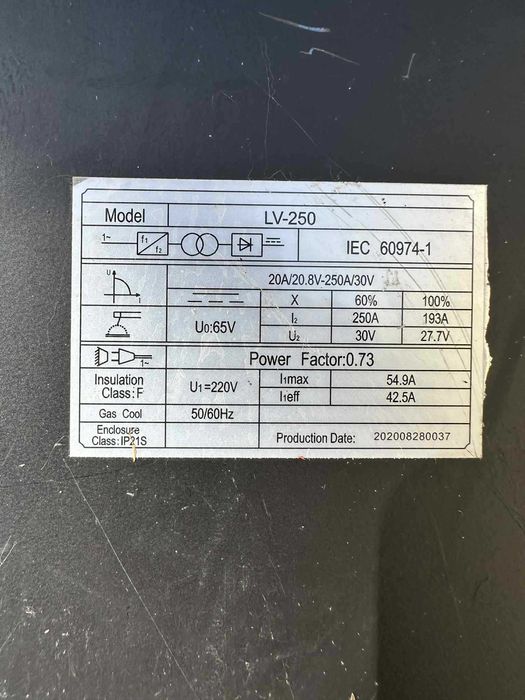 Model LV-250
1~ f1 f2 IEC 60974-1
U I 20A/20.8V-250A/30V
X 60% 100%
U0:65V I2 250A 193A
U2 30V 27.7V
1~ Power Factor:0.73
Insulation Class:F U1=220V I1max 54.9A
I1eff 42.5A
Gas Cool 50/60Hz
Enclosure Class:IP21S Production Date: 202008280037